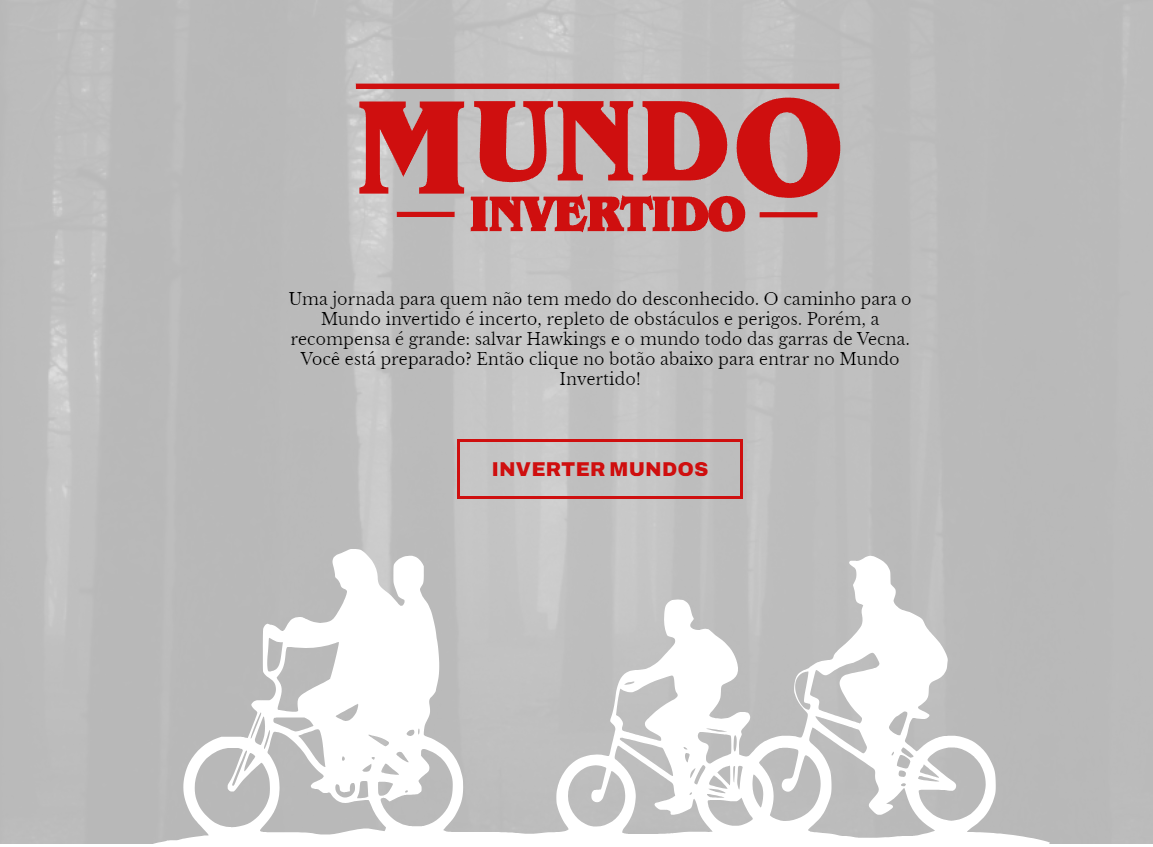 MUNDO
INVERTIDO
Uma jornada para quem não tem medo do desconhecido. O caminho para o
Mundo invertido é incerto, repleto de obstáculos e perigos. Porém, a
recompensa é grande: salvar Hawkings e o mundo todo das garras de Vecna.
Você está preparado? Então clique no botão abaixo para entrar no Mundo
Invertido!
INVERTER MUNDOS